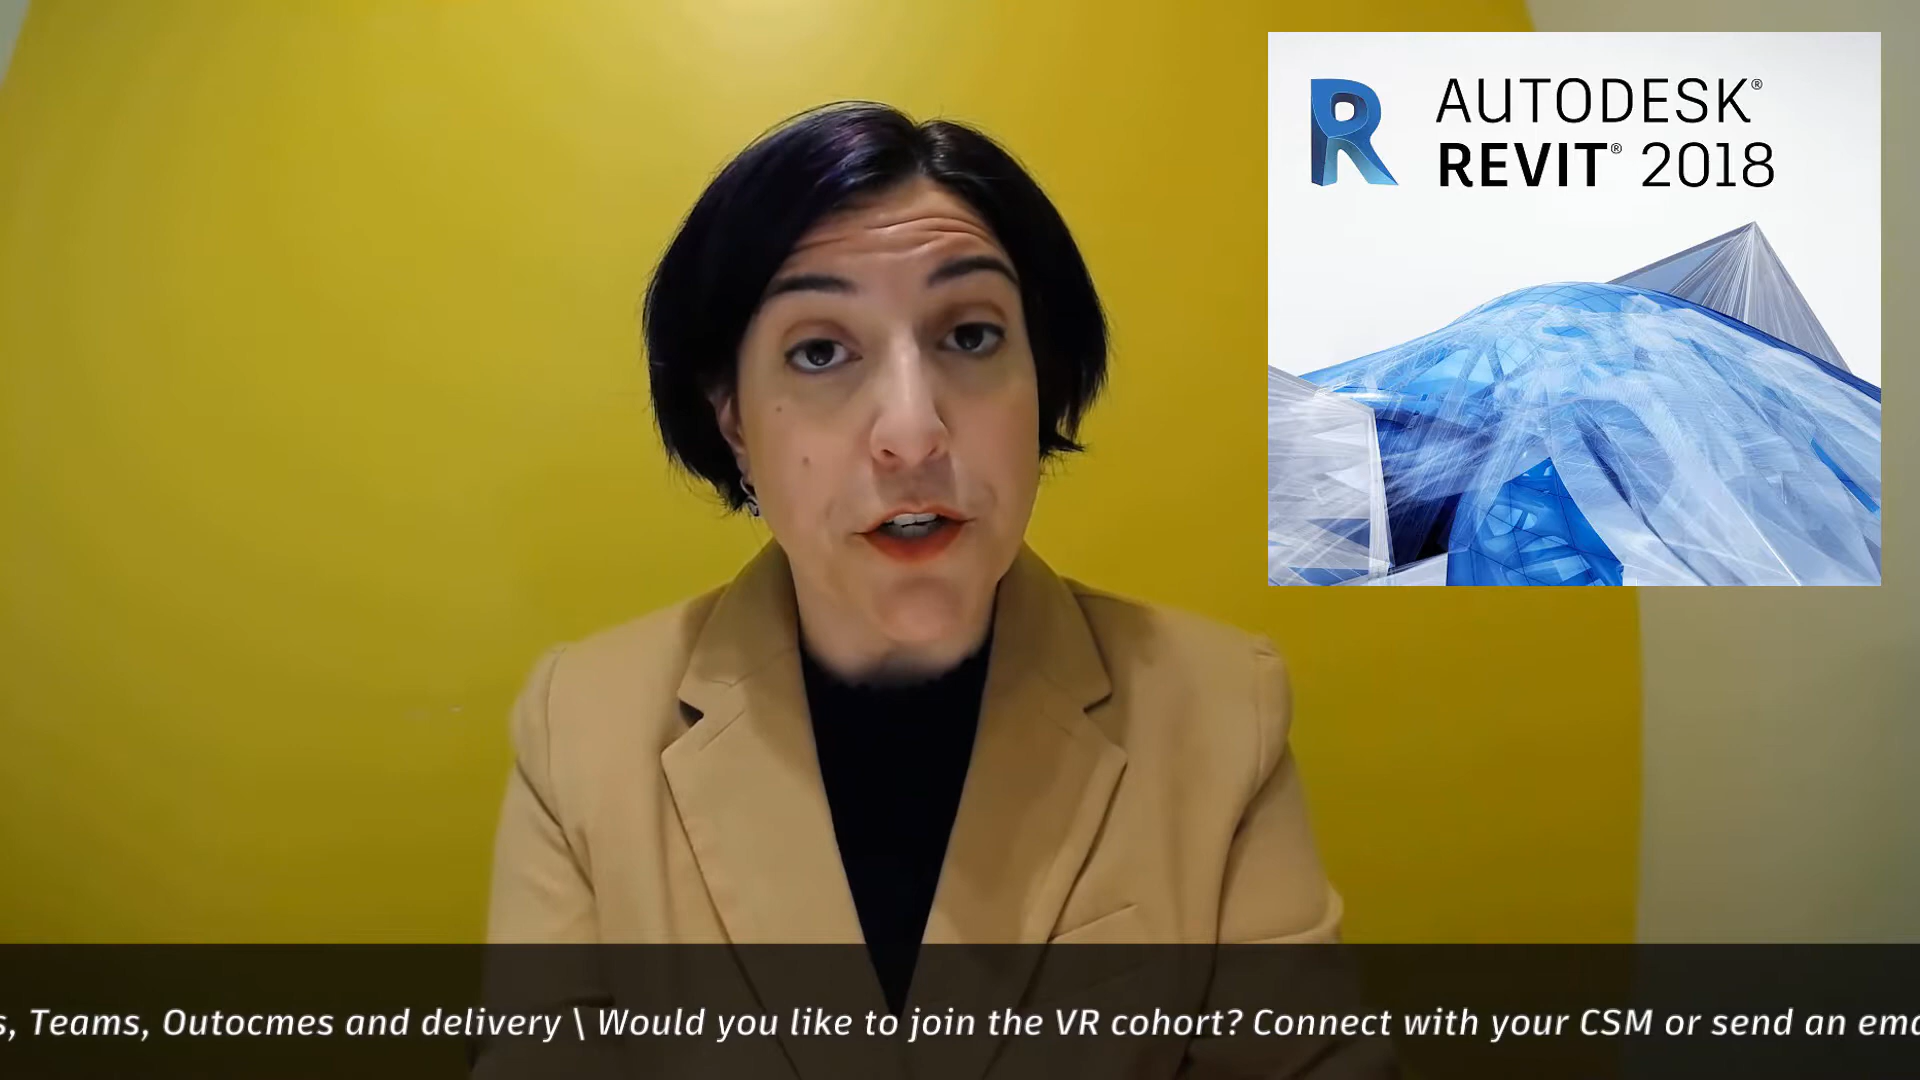 AUTODESK®
REVIT® 2018
s, Teams, Outocmes and delivery \ Would you like to join the VR cohort? Connect with your CSM or send an ema